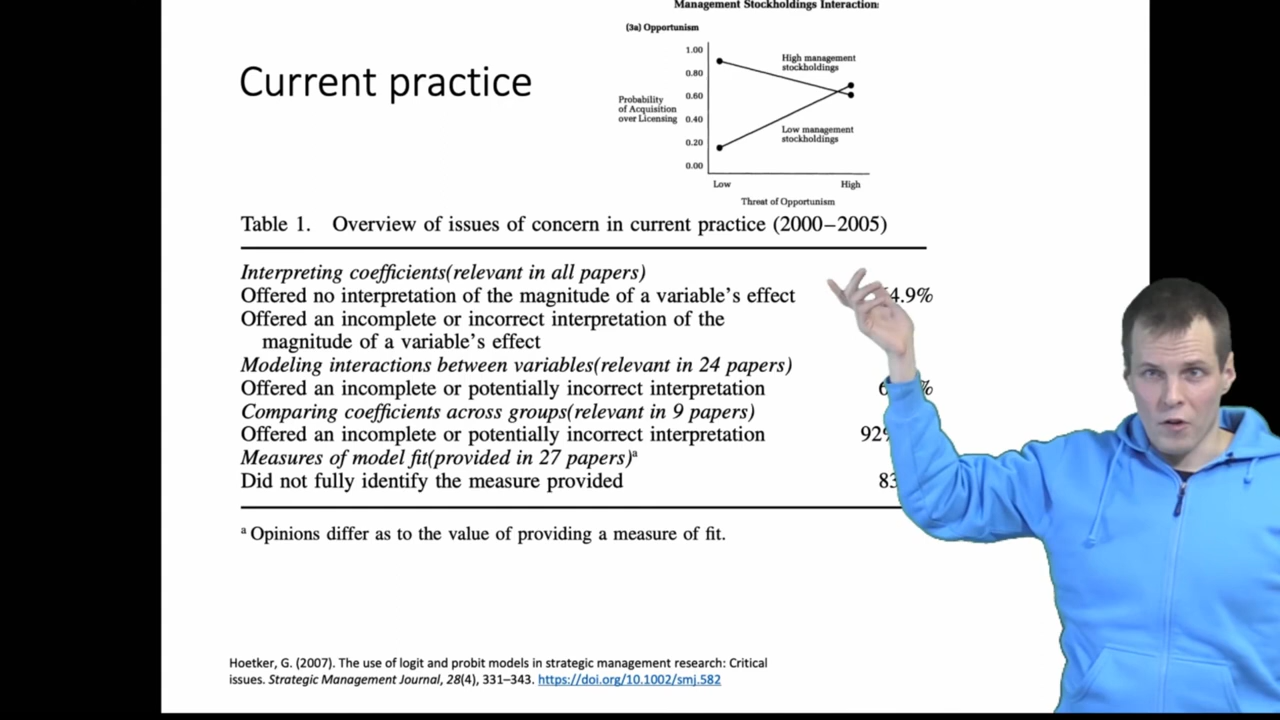 Management Stockholdings Interaction
(3a) Opportunism
Current practice
1.00
0.80
0.60
0.40
0.20
0.00
Probability
of Acquisition
over Licensing
High management
stockholdings
Low management
stockholdings
Low
High
Threat of Opportunism
Table 1. Overview of issues of concern in current practice (2000–2005)
Interpreting coefficients(relevant in all papers)
Offered no interpretation of the magnitude of a variable's effect 4.9%
Offered an incomplete or incorrect interpretation of the
magnitude of a variable's effect
Modeling interactions between variables(relevant in 24 papers)
Offered an incomplete or potentially incorrect interpretation 6 %
Comparing coefficients across groups(relevant in 9 papers)
Offered an incomplete or potentially incorrect interpretation 92
Measures of model fit(provided in 27 papers)ᵃ
Did not fully identify the measure provided 83
ᵃ Opinions differ as to the value of providing a measure of fit.
Hoetker, G. (2007). The use of logit and probit models in strategic management research: Critical
issues. Strategic Management Journal, 28(4), 331–343. https://doi.org/10.1002/smj.582